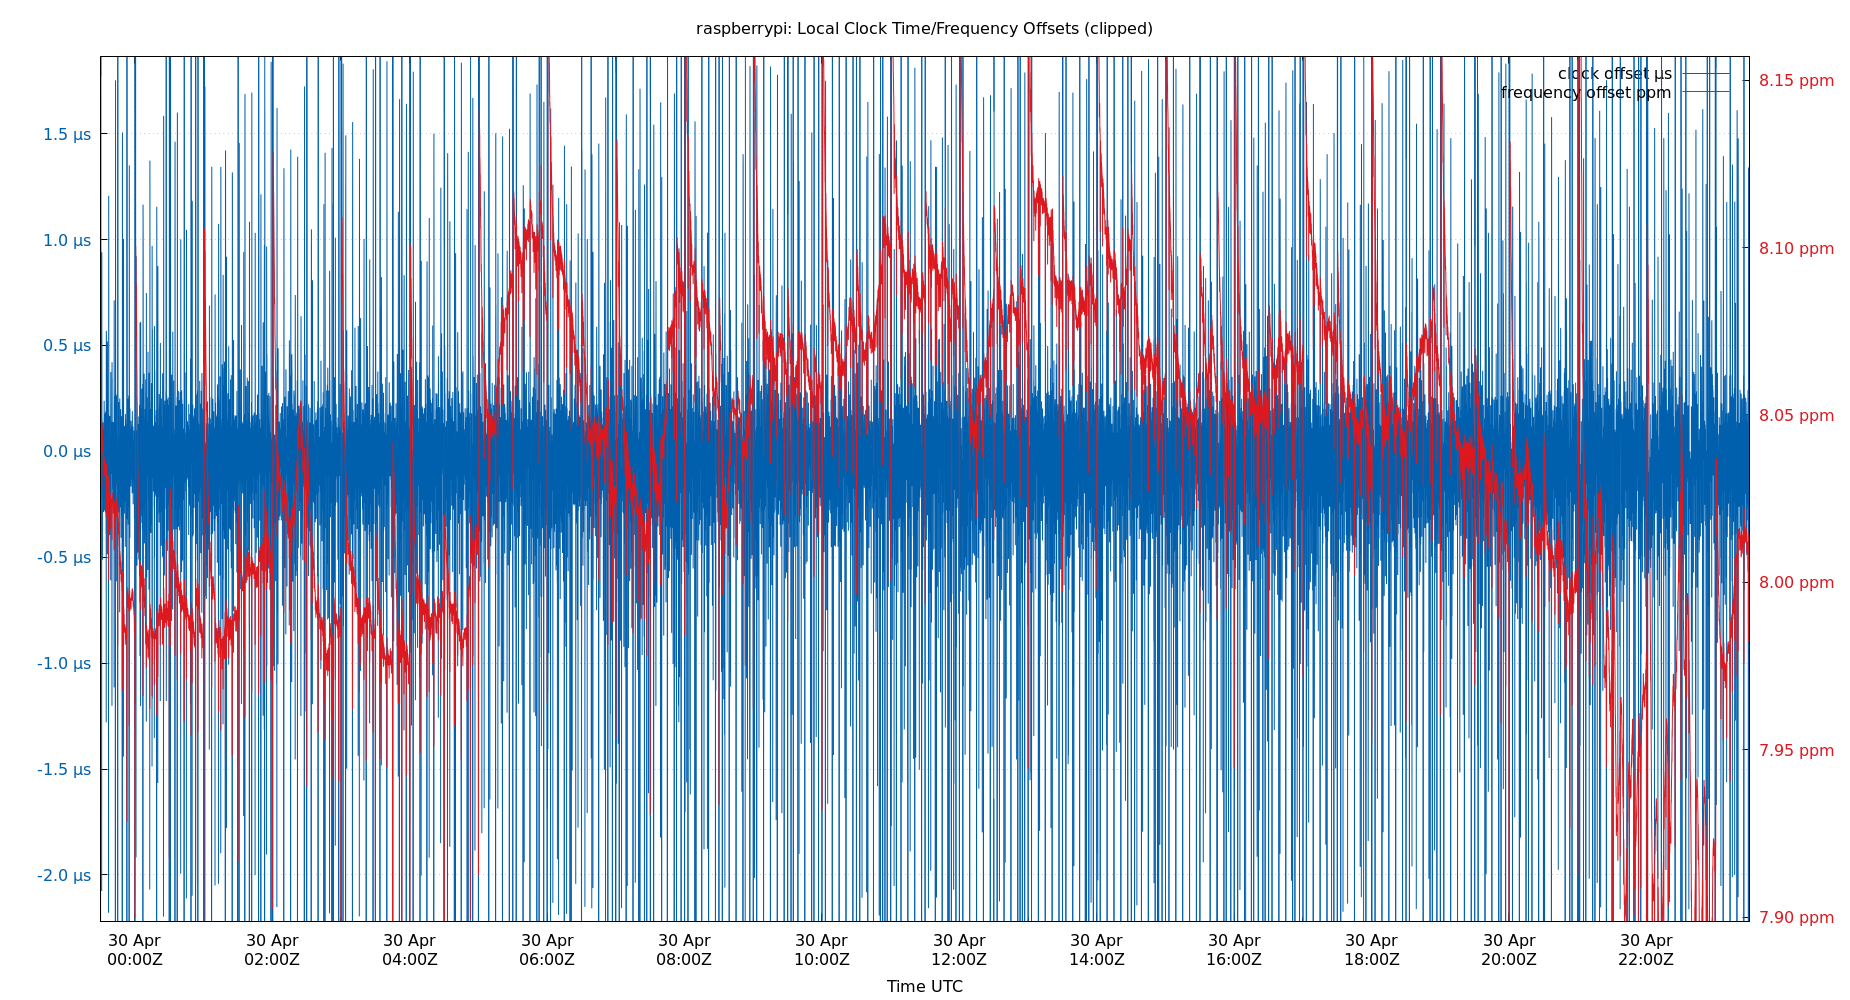 raspberrypi: Local Clock Time/Frequency Offsets (clipped)
clock offset µs
frequency offset ppm
1.5 µs
1.0 µs
0.5 µs
0.0 µs
-0.5 µs
-1.0 µs
-1.5 µs
-2.0 µs
8.15 ppm
8.10 ppm
8.05 ppm
8.00 ppm
7.95 ppm
7.90 ppm
30 Apr 30 Apr 30 Apr 30 Apr 30 Apr 30 Apr 30 Apr 30 Apr 30 Apr 30 Apr 30 Apr 30 Apr
00:00Z 02:00Z 04:00Z 06:00Z 08:00Z 10:00Z 12:00Z 14:00Z 16:00Z 18:00Z 20:00Z 22:00Z
Time UTC